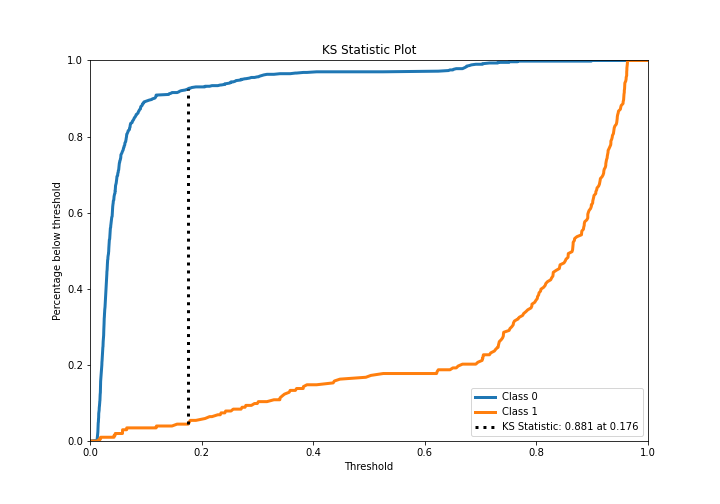 KS Statistic Plot
1.0
0.8
0.6
0.4
0.2
0.0
Percentage below threshold
Class 0
Class 1
KS Statistic: 0.881 at 0.176
0.0 0.2 0.4 0.6 0.8 1.0
Threshold